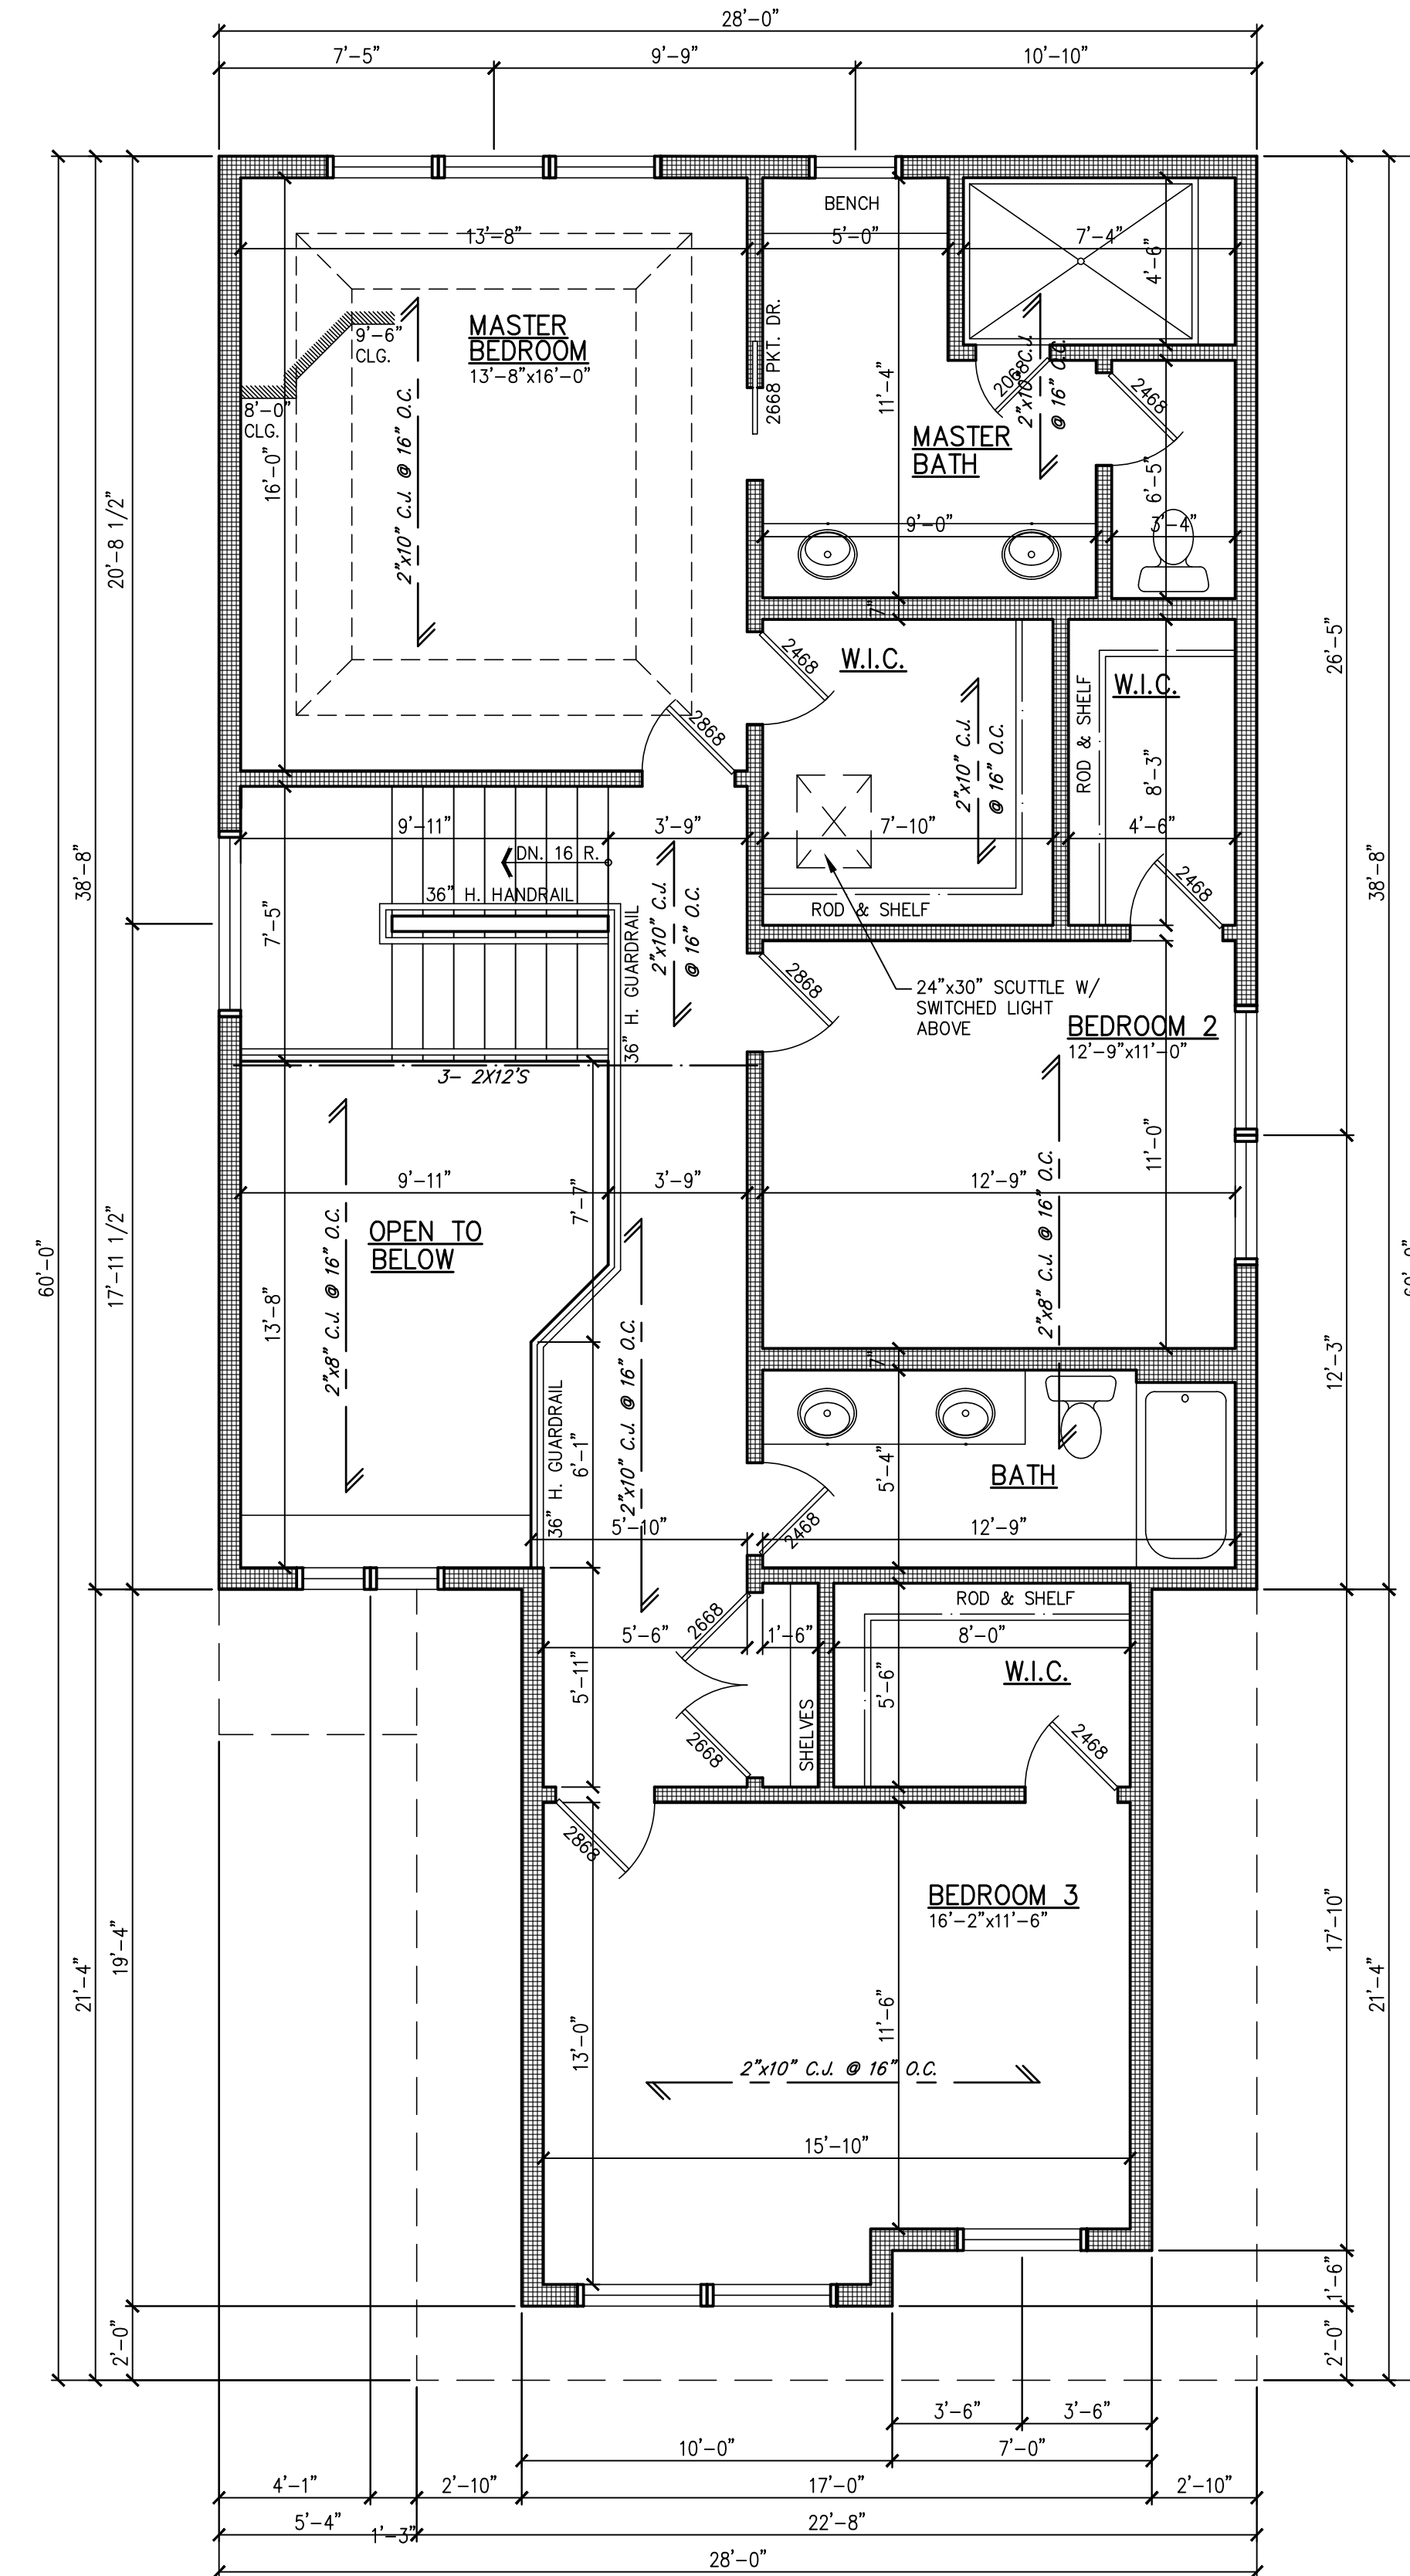 28'-0"
7'-5" 9'-9" 10'-10"
BENCH
13'-8" 5'-0" 7'-4"
4'-6"
MASTER
BEDROOM
13'-8"x16'-0"
9'-6"
CLG.
8'-0"
CLG.
16'-0"
2"x10" C.J. @ 16" O.C.
2668 PKT. DR.
11'-4"
2068
2"x10" C.J.
@ 16" O.C.
2468
MASTER
BATH
6'-5"
9'-0" 3'-4"
20'-8 1/2"
26'-5"
7"
2468
W.I.C.
W.I.C.
ROD & SHELF
2868
2"x10" C.J.
@ 16" O.C.
8'-3"
9'-11" 3'-9" 7'-10" 4'-6"
DN. 16 R.
36" H. HANDRAIL
ROD & SHELF
2468
38'-8"
38'-8"
7'-5"
36" H. GUARDRAIL
2"x10" C.J.
@ 16" O.C.
2868
24"x30" SCUTTLE W/
SWITCHED LIGHT
ABOVE
BEDROOM 2
12'-9"x11'-0"
3- 2X12'S
11'-0"
9'-11" 3'-9" 12'-9"
7'-7"
OPEN TO
BELOW
2"x8" C.J. @ 16" O.C.
2"x8" C.J. @ 16" O.C.
60'-0"
17'-11 1/2"
13'-8"
12'-3"
7"
2"x10" C.J. @ 16" O.C.
36" H. GUARDRAIL
6'-1"
5'-4"
BATH
5'-10" 12'-9"
2468
ROD & SHELF
2668
5'-6" 1'-6" 8'-0"
5'-11"
5'-6"
W.I.C.
SHELVES
2668
2468
2868
BEDROOM 3
16'-2"x11'-6"
21'-4"
19'-4"
17'-10"
21'-4"
13'-0"
11'-6"
2"x10" C.J. @ 16" O.C.
15'-10"
1'-6"
2'-0"
2'-0"
3'-6" 3'-6"
10'-0" 7'-0"
4'-1" 2'-10" 17'-0" 2'-10"
5'-4" 1'-3" 22'-8"
28'-0"